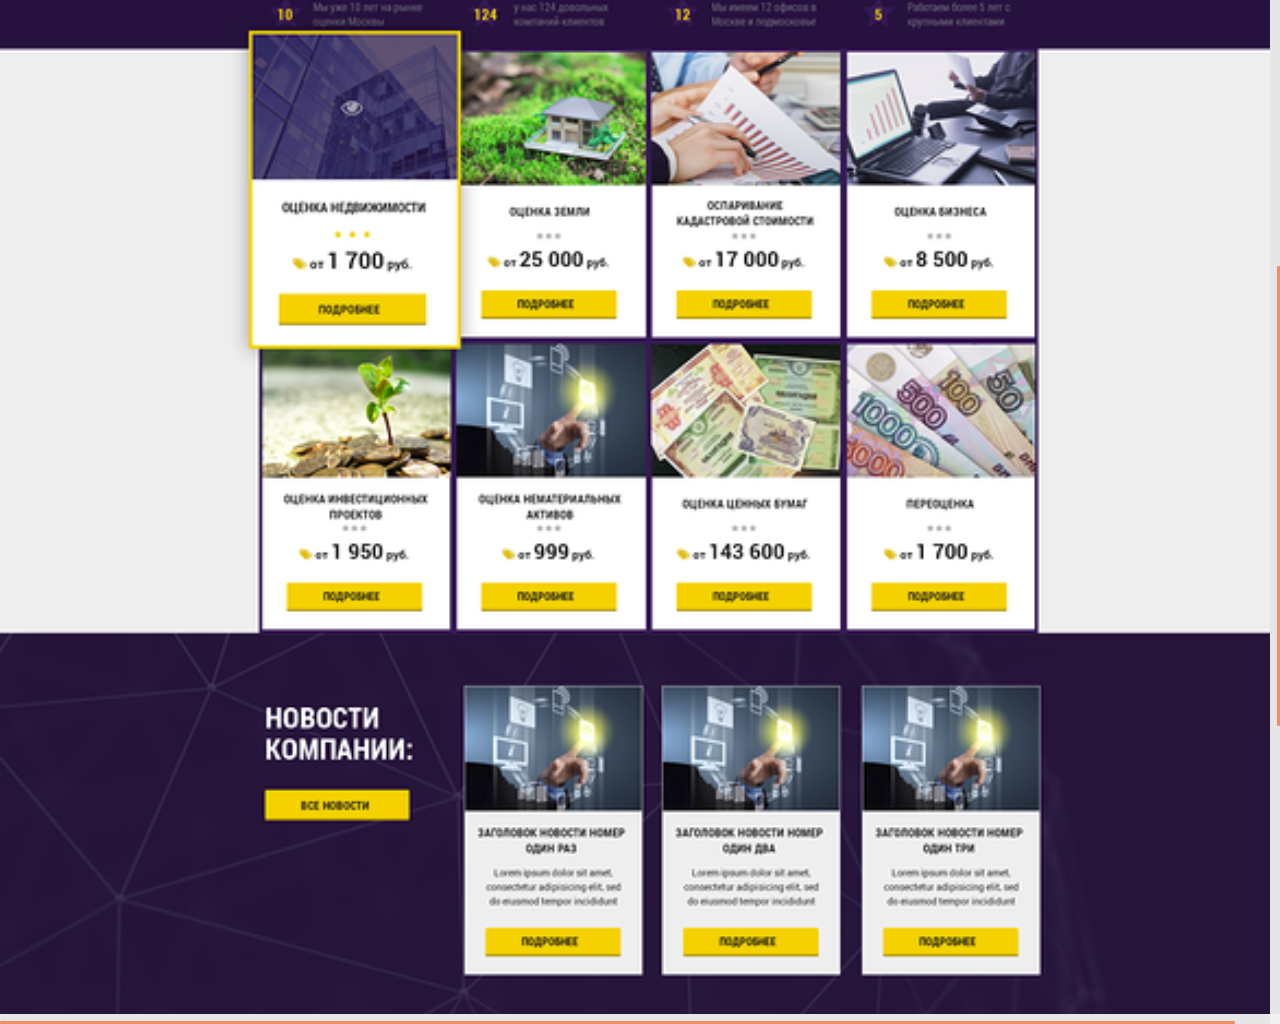 10
Мы уже 10 лет на рынке
оценки Москвы
124
у нас 124 довольных
компаний-клиентов
12
Мы имеем 12 офисов в
Москве и подмосковье
5
Работаем более 5 лет с
крупными клиентами
ОЦЕНКА НЕДВИЖИМОСТИ
от 1 700 руб.
ПОДРОБНЕЕ
ОЦЕНКА ЗЕМЛИ
от 25 000 руб.
ПОДРОБНЕЕ
ОСПАРИВАНИЕ
КАДАСТРОВОЙ СТОИМОСТИ
от 17 000 руб.
ПОДРОБНЕЕ
ОЦЕНКА БИЗНЕСА
от 8 500 руб.
ПОДРОБНЕЕ
ОЦЕНКА ИНВЕСТИЦИОННЫХ
ПРОЕКТОВ
от 1 950 руб.
ПОДРОБНЕЕ
ОЦЕНКА НЕМАТЕРИАЛЬНЫХ
АКТИВОВ
от 999 руб.
ПОДРОБНЕЕ
ОЦЕНКА ЦЕННЫХ БУМАГ
от 143 600 руб.
ПОДРОБНЕЕ
1000
500
100
50
5000
ПЕРЕОЦЕНКА
от 1 700 руб.
ПОДРОБНЕЕ
НОВОСТИ
КОМПАНИИ:
ВСЕ НОВОСТИ
ЗАГОЛОВОК НОВОСТИ НОМЕР
ОДИН РАЗ
Lorem ipsum dolor sit amet,
consectetur adipisicing elit, sed
do eiusmod tempor incididunt
ПОДРОБНЕЕ
ЗАГОЛОВОК НОВОСТИ НОМЕР
ОДИН ДВА
Lorem ipsum dolor sit amet,
consectetur adipisicing elit, sed
do eiusmod tempor incididunt
ПОДРОБНЕЕ
ЗАГОЛОВОК НОВОСТИ НОМЕР
ОДИН ТРИ
Lorem ipsum dolor sit amet,
consectetur adipisicing elit, sed
do eiusmod tempor incididunt
ПОДРОБНЕЕ